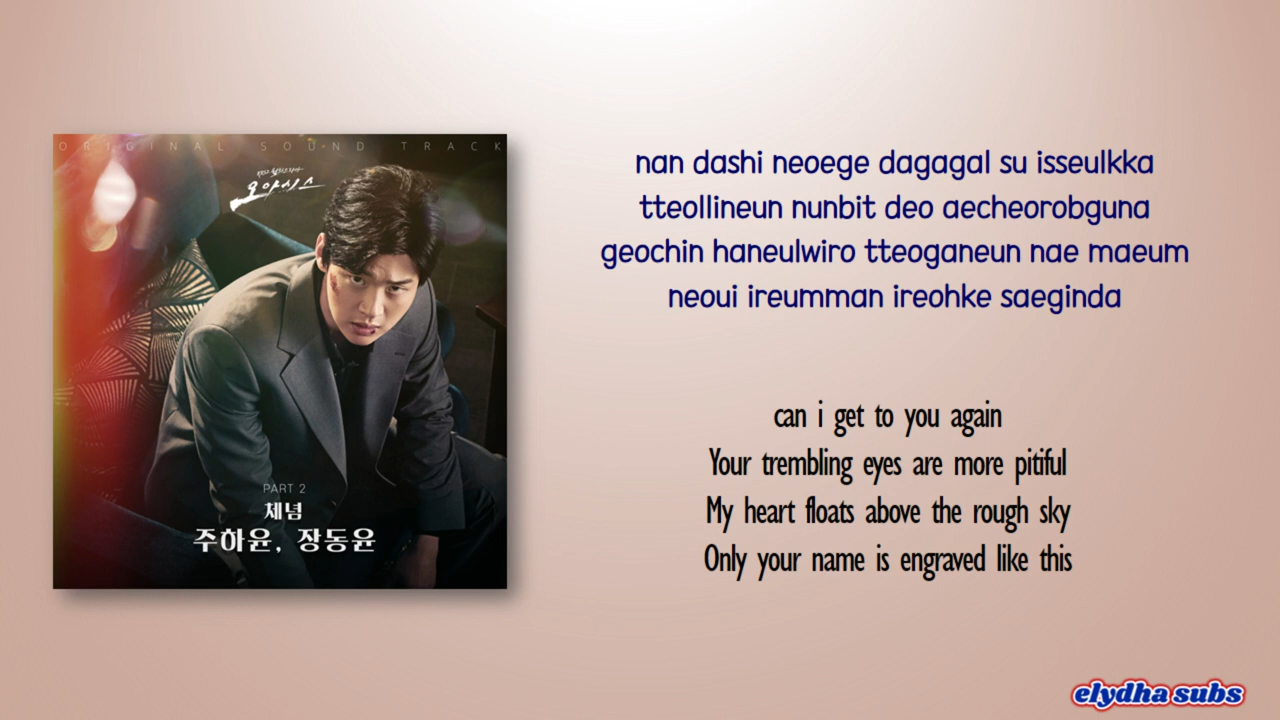 ORIGINAL SOUND TRACK
오아시스
PART 2
체념
주하윤, 장동윤
nan dashi neoege dagagal su isseulkka
tteollineun nunbit deo aecheorobguna
geochin haneulwiro tteoganeun nae maeum
neoui ireumman ireohke saeginda
can i get to you again
Your trembling eyes are more pitiful
My heart floats above the rough sky
Only your name is engraved like this
elydha subs